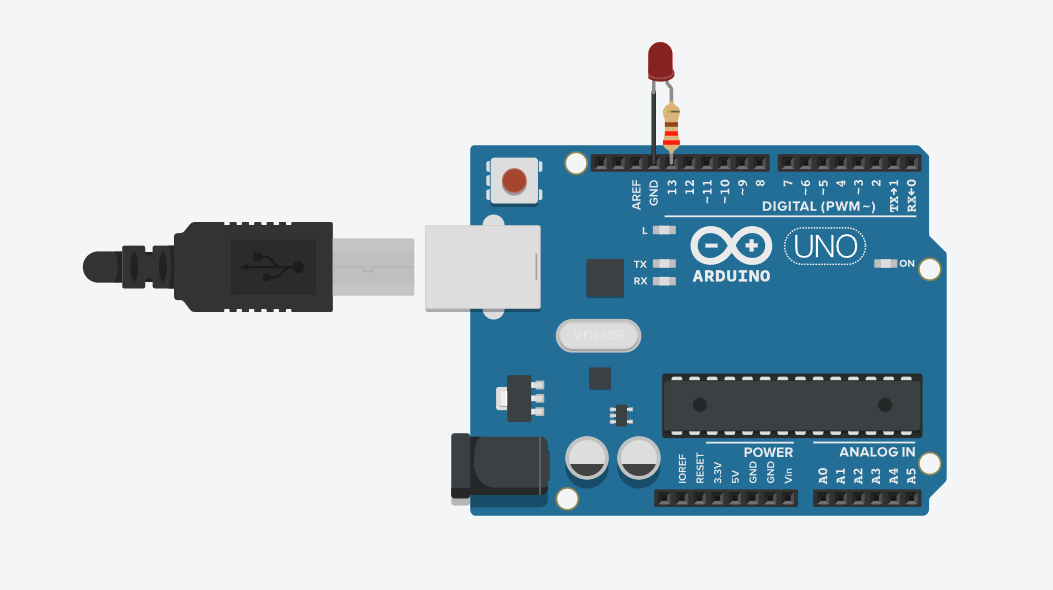 AREF
GND
13
12
~11
~10
~9
8
7
~6
~5
4
~3
2
TX→1
RX←0
DIGITAL (PWM~)
L
TX
RX
ARDUINO
UNO
ON
SPK16.000G
POWER
ANALOG IN
IOREF
RESET
3.3V
5V
GND
GND
Vin
A0
A1
A2
A3
A4
A5